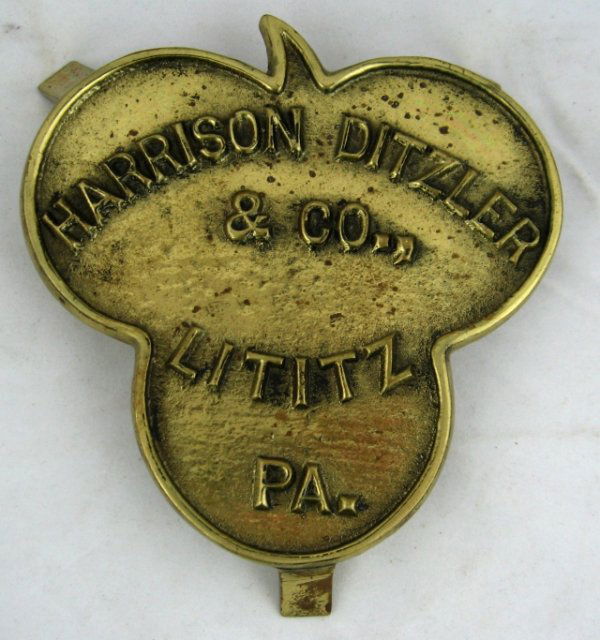 HARRISON DITZLER
& CO.,
LITITZ
PA.